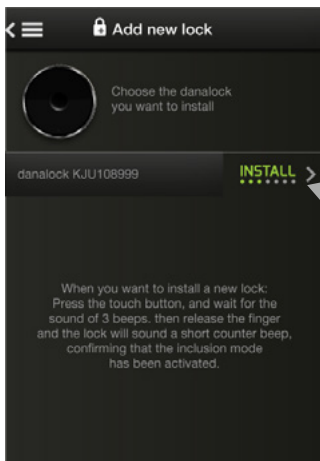 Add new lock
Choose the danalock
you want to install
danalock KJU108999
INSTALL
When you want to install a new lock:
Press the touch button, and wait for the
sound of 3 beeps. then release the finger
and the lock will sound a short counter beep,
confirming that the inclusion mode
has been activated.